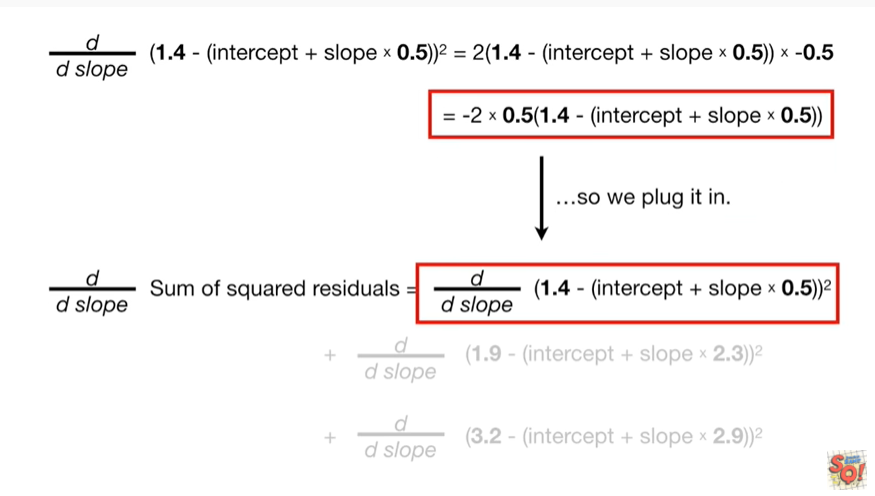 d/d slope (1.4 - (intercept + slope × 0.5))² = 2(1.4 - (intercept + slope × 0.5)) × -0.5
= -2 × 0.5(1.4 - (intercept + slope × 0.5))
...so we plug it in.
d/d slope Sum of squared residuals = d/d slope (1.4 - (intercept + slope × 0.5))²
+ d/d slope (1.9 - (intercept + slope × 2.3))²
+ d/d slope (3.2 - (intercept + slope × 2.9))²
SQ!